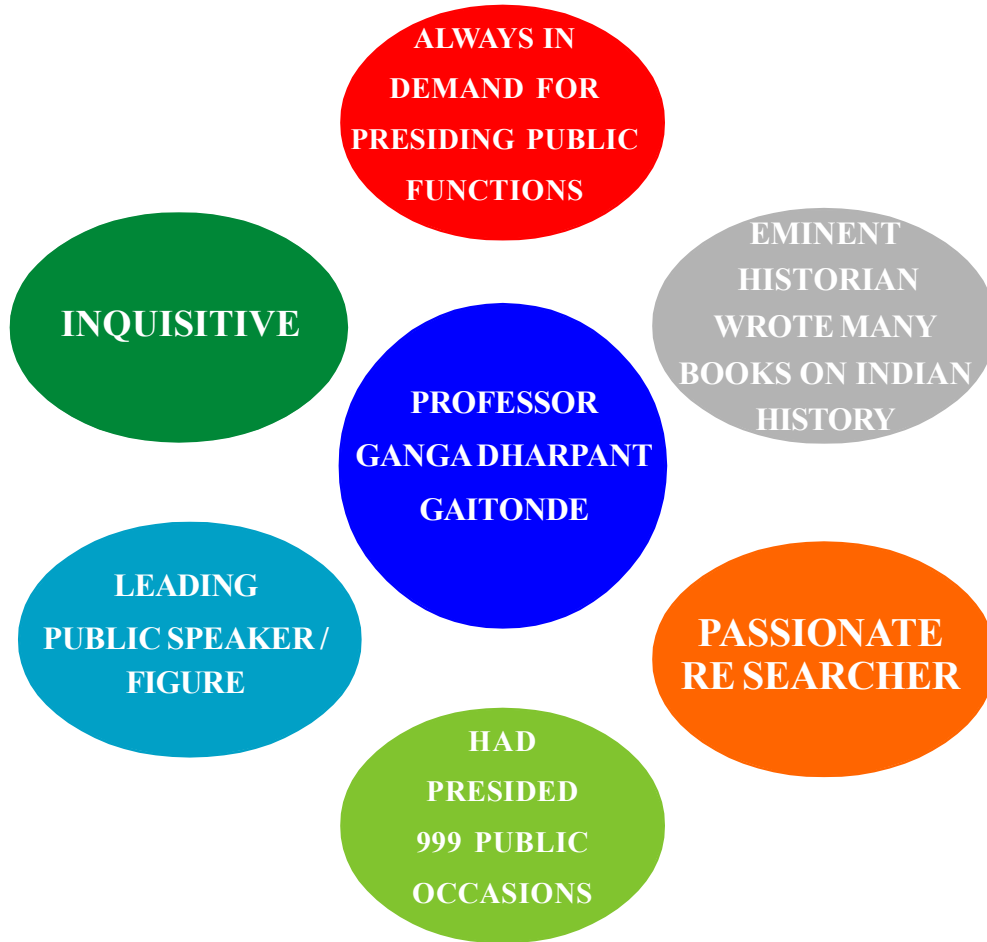 ALWAYS IN
DEMAND FOR
PRESIDING PUBLIC
FUNCTIONS
EMINENT
HISTORIAN
WROTE MANY
BOOKS ON INDIAN
HISTORY
INQUISITIVE
PROFESSOR
GANGA DHARPANT
GAITONDE
LEADING
PUBLIC SPEAKER /
FIGURE
PASSIONATE
RE SEARCHER
HAD
PRESIDED
999 PUBLIC
OCCASIONS